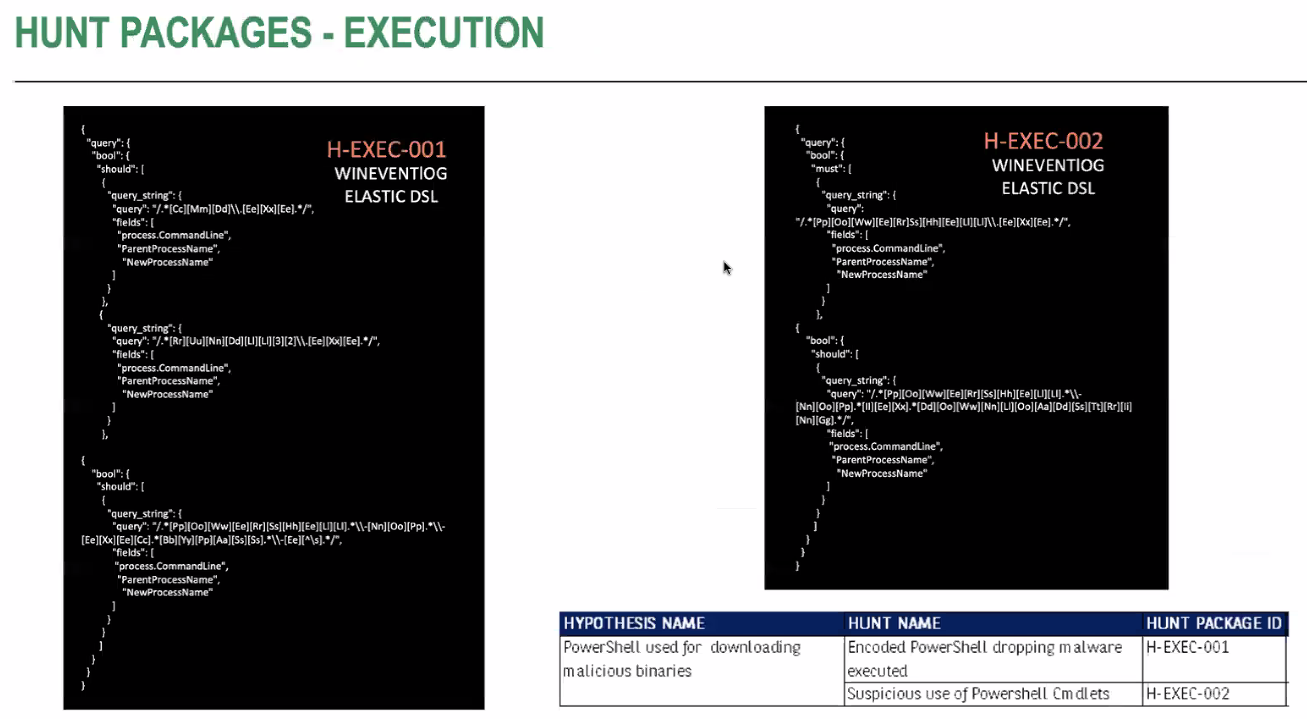 HUNT PACKAGES - EXECUTION
{
"query": {
"bool": {
"should": [
{
"query_string": {
"query": "/.*[Cc][Mm][Dd]\\.[Ee][Xx][Ee].*/",
"fields": [
"process.CommandLine",
"ParentProcessName",
"NewProcessName"
]
}
},
{
"query_string": {
"query": "/.*[Rr][Uu][Nn][Dd][Ll][Ll][3][2]\\.[Ee][Xx][Ee].*/",
"fields": [
"process.CommandLine",
"ParentProcessName",
"NewProcessName"
]
}
},
{
"bool": {
"should": [
{
"query_string": {
"query": "/.*[Pp][Oo][Ww][Ee][Rr][Ss][Hh][Ee][Ll][Ll].*\\-[Nn][Oo][Pp].*\\-
[Ee][Xx][Ee][Cc].*[Bb][Yy][Pp][Aa][Ss][Ss].*\\-[Ee][^\s].*/",
"fields": [
"process.CommandLine",
"ParentProcessName",
"NewProcessName"
]
}
}
]
}
}
}
H-EXEC-001
WINEVENTlOG
ELASTIC DSL
{
"query": {
"bool": {
"must": [
{
"query_string": {
"query":
"/.*[Pp][Oo][Ww][Ee][Rr]Ss][Hh][Ee][Ll][Ll]\\.[Ee][Xx][Ee].*/",
"fields": [
"process.CommandLine",
"ParentProcessName",
"NewProcessName"
]
}
},
{
"bool": {
"should": [
{
"query_string": {
"query": "/.*[Pp][Oo][Ww][Ee][Rr][Ss][Hh][Ee][Ll][Ll].*\\-
[Nn][Oo][Pp].*[Ii][Ee][Xx].*[Dd][Oo][Ww][Nn][Ll][Oo][Aa][Dd][Ss][Tt][Rr][Ii]
[Nn][Gg].*/",
"fields": [
"process.CommandLine",
"ParentProcessName",
"NewProcessName"
]
}
}
]
}
}
}
H-EXEC-002
WINEVENTlOG
ELASTIC DSL
HYPOTHESIS NAME HUNT NAME HUNT PACKAGE ID
PowerShell used for downloading
malicious binaries
Encoded PowerShell dropping malware
executed
H-EXEC-001
Suspicious use of Powershell Cmdlets H-EXEC-002